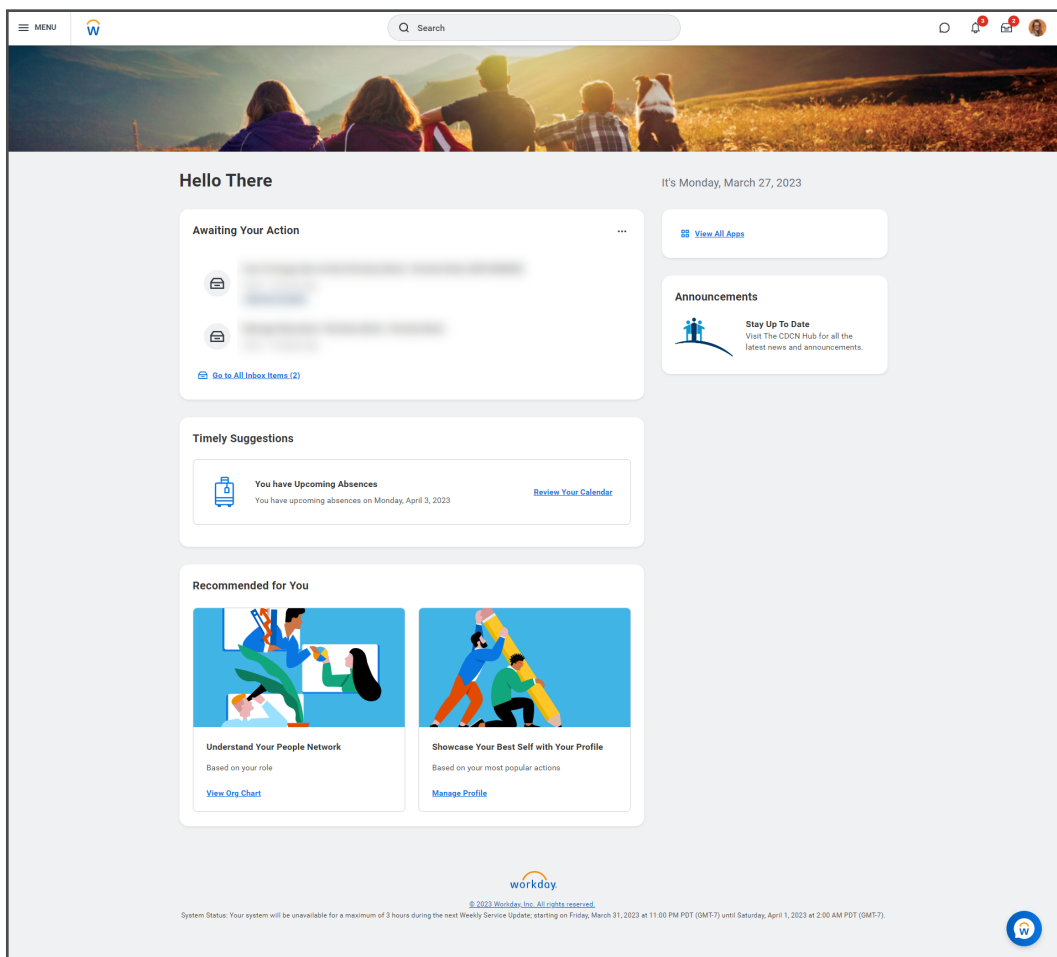 MENU
Search
3
2
Hello There
It's Monday, March 27, 2023
Awaiting Your Action
View All Apps
Go to All Inbox Items (2)
Announcements
Stay Up To Date
Visit The CDCN Hub for all the
latest news and announcements.
Timely Suggestions
You have Upcoming Absences
You have upcoming absences on Monday, April 3, 2023
Review Your Calendar
Recommended for You
Understand Your People Network
Based on your role
View Org Chart
Showcase Your Best Self with Your Profile
Based on your most popular actions
Manage Profile
workday.
© 2023 Workday, Inc. All rights reserved.
System Status: Your system will be unavailable for a maximum of 3 hours during the next Weekly Service Update; starting on Friday, March 31, 2023 at 11:00 PM PDT (GMT-7) until Saturday, April 1, 2023 at 2:00 AM PDT (GMT-7).